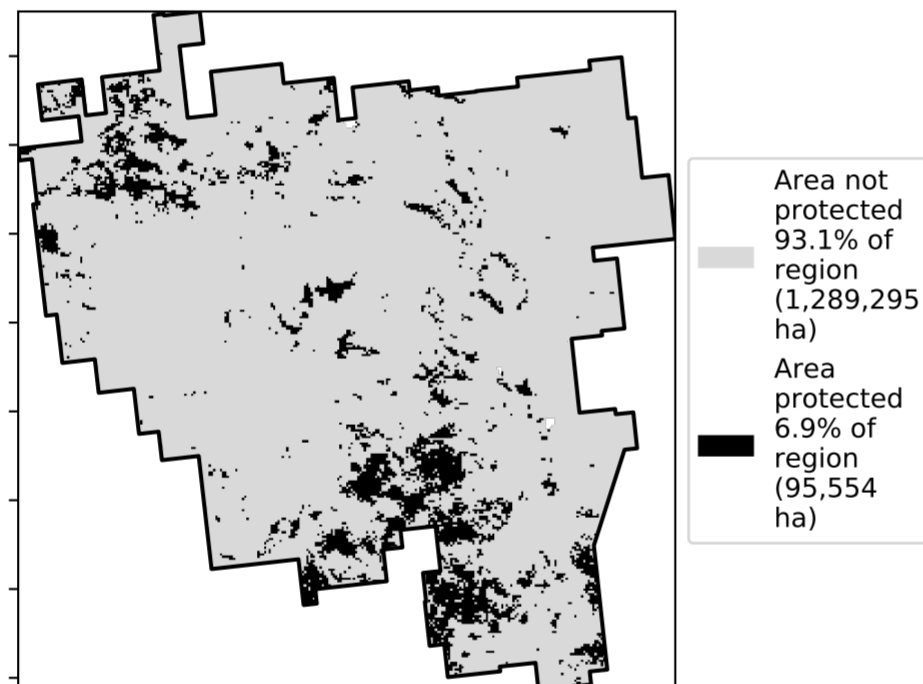 Area not
protected
93.1% of
region
(1,289,295
ha)
Area
protected
6.9% of
region
(95,554
ha)